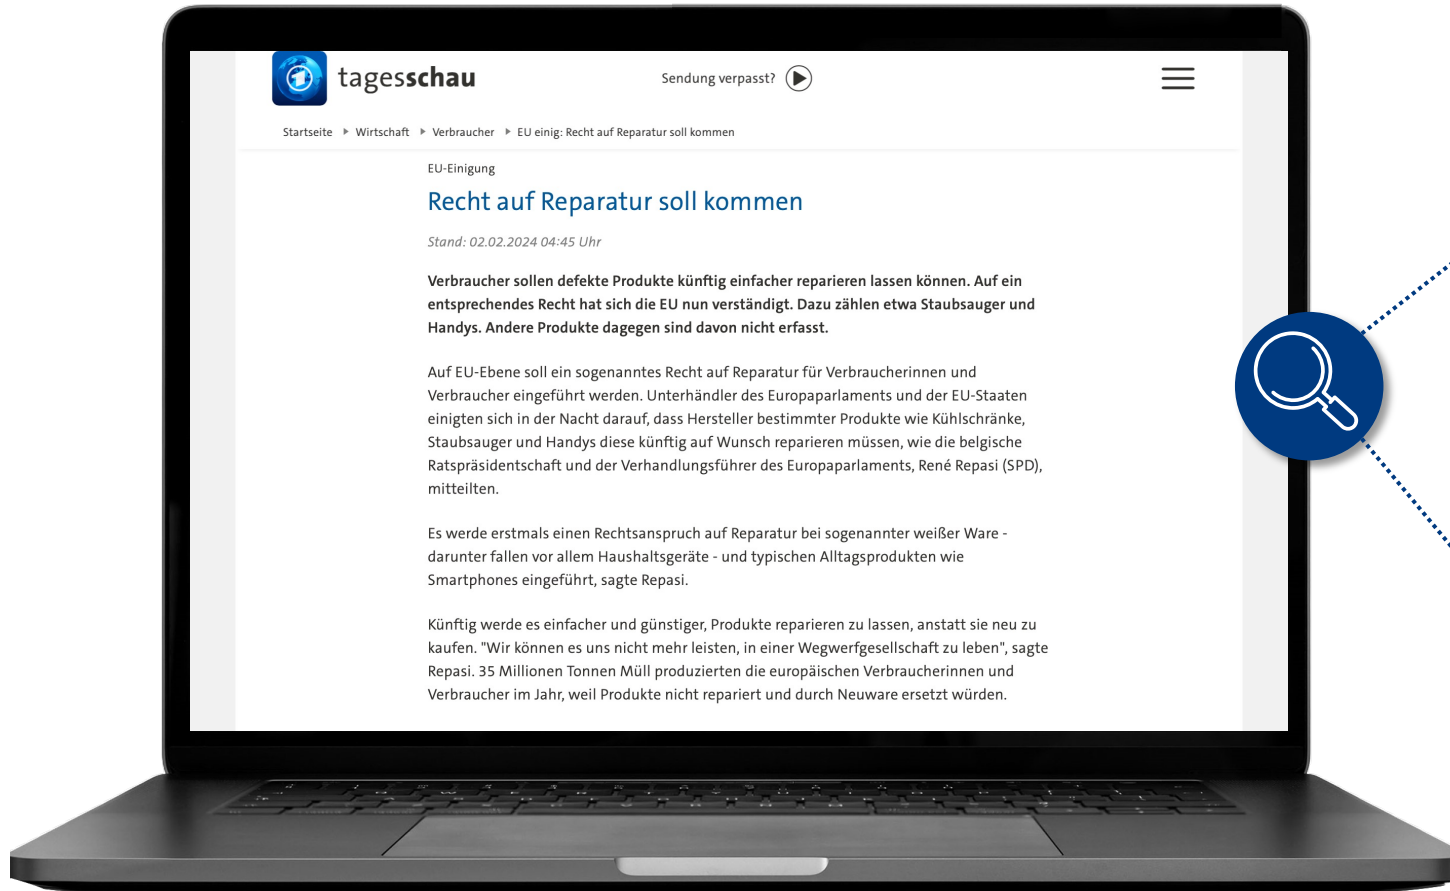 tagesschau
Sendung verpasst?
Startseite Wirtschaft Verbraucher EU einig: Recht auf Reparatur soll kommen
EU-Einigung
Recht auf Reparatur soll kommen
Stand: 02.02.2024 04:45 Uhr
Verbraucher sollen defekte Produkte künftig einfacher reparieren lassen können. Auf ein
entsprechendes Recht hat sich die EU nun verständigt. Dazu zählen etwa Staubsauger und
Handys. Andere Produkte dagegen sind davon nicht erfasst.
Auf EU-Ebene soll ein sogenanntes Recht auf Reparatur für Verbraucherinnen und
Verbraucher eingeführt werden. Unterhändler des Europaparlaments und der EU-Staaten
einigten sich in der Nacht darauf, dass Hersteller bestimmter Produkte wie Kühlschränke,
Staubsauger und Handys diese künftig auf Wunsch reparieren müssen, wie die belgische
Ratspräsidentschaft und der Verhandlungsführer des Europaparlaments, René Repasi (SPD),
mitteilten.
Es werde erstmals einen Rechtsanspruch auf Reparatur bei sogenannter weißer Ware -
darunter fallen vor allem Haushaltsgeräte - und typischen Alltagsprodukten wie
Smartphones eingeführt, sagte Repasi.
Künftig werde es einfacher und günstiger, Produkte reparieren zu lassen, anstatt sie neu zu
kaufen. "Wir können es uns nicht mehr leisten, in einer Wegwerfgesellschaft zu leben", sagte
Repasi. 35 Millionen Tonnen Müll produzierten die europäischen Verbraucherinnen und
Verbraucher im Jahr, weil Produkte nicht repariert und durch Neuware ersetzt würden.